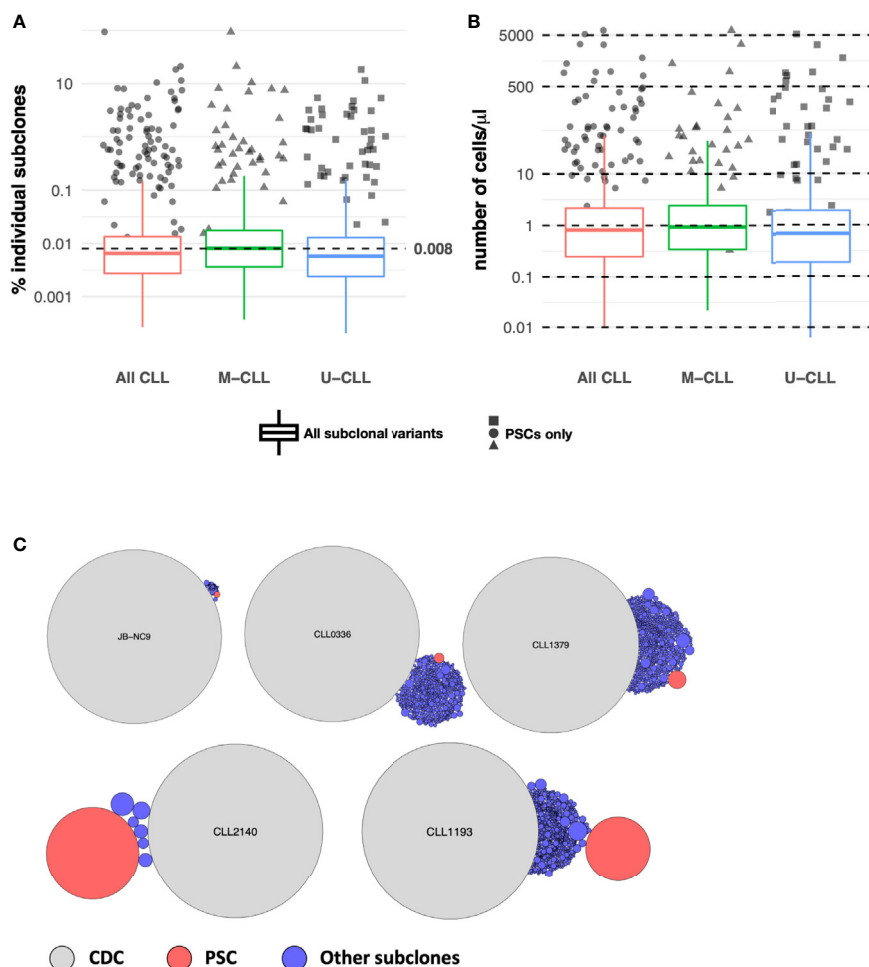 A
% individual subclones
10
0.1
0.01
0.001
0.008
All CLL
M–CLL
U–CLL
B
number of cells/µl
5000
500
10
1
0.1
0.01
All CLL
M–CLL
U–CLL
All subclonal variants
PSCs only
C
JB–NC9
CLL0336
CLL1379
CLL2140
CLL1193
CDC
PSC
Other subclones